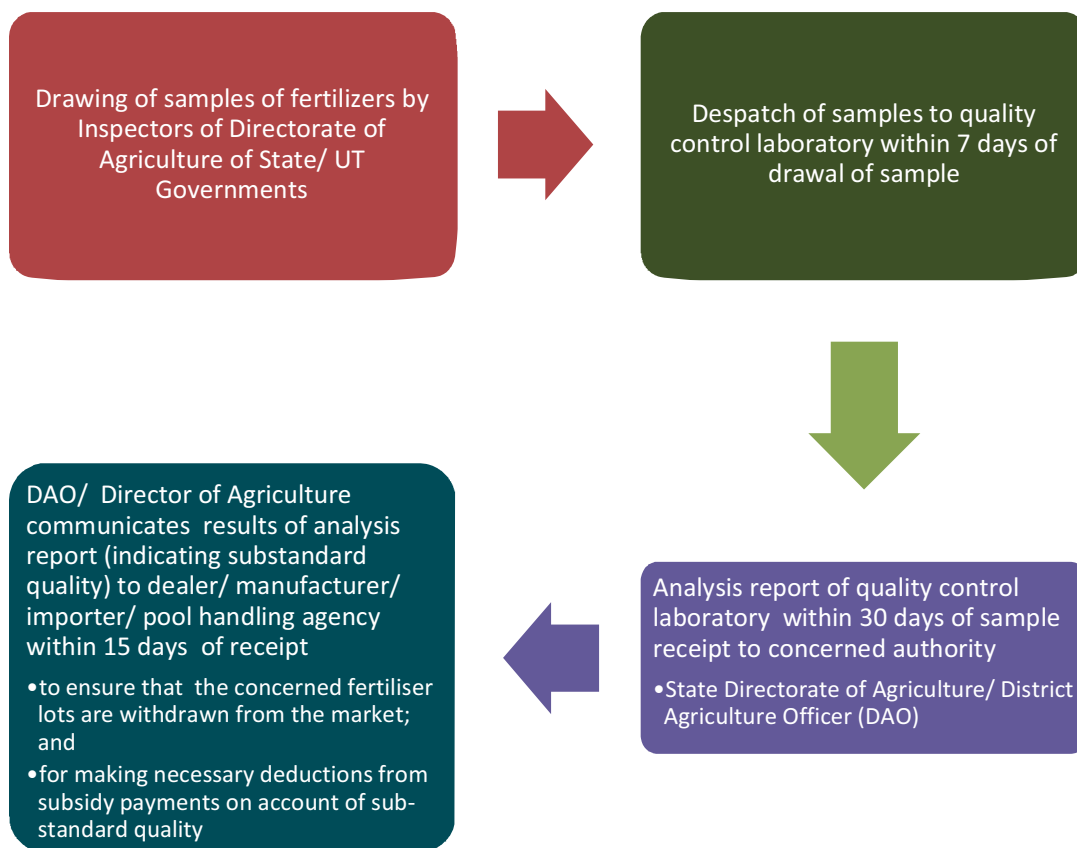 Drawing of samples of fertilizers by
Inspectors of Directorate of
Agriculture of State/ UT
Governments
Despatch of samples to quality
control laboratory within 7 days of
drawal of sample
Analysis report of quality control
laboratory within 30 days of sample
receipt to concerned authority
•State Directorate of Agriculture/ District
Agriculture Officer (DAO)
DAO/ Director of Agriculture
communicates results of analysis
report (indicating substandard
quality) to dealer/ manufacturer/
importer/ pool handling agency
within 15 days of receipt
•to ensure that the concerned fertiliser
lots are withdrawn from the market;
and
•for making necessary deductions from
subsidy payments on account of sub-
standard quality